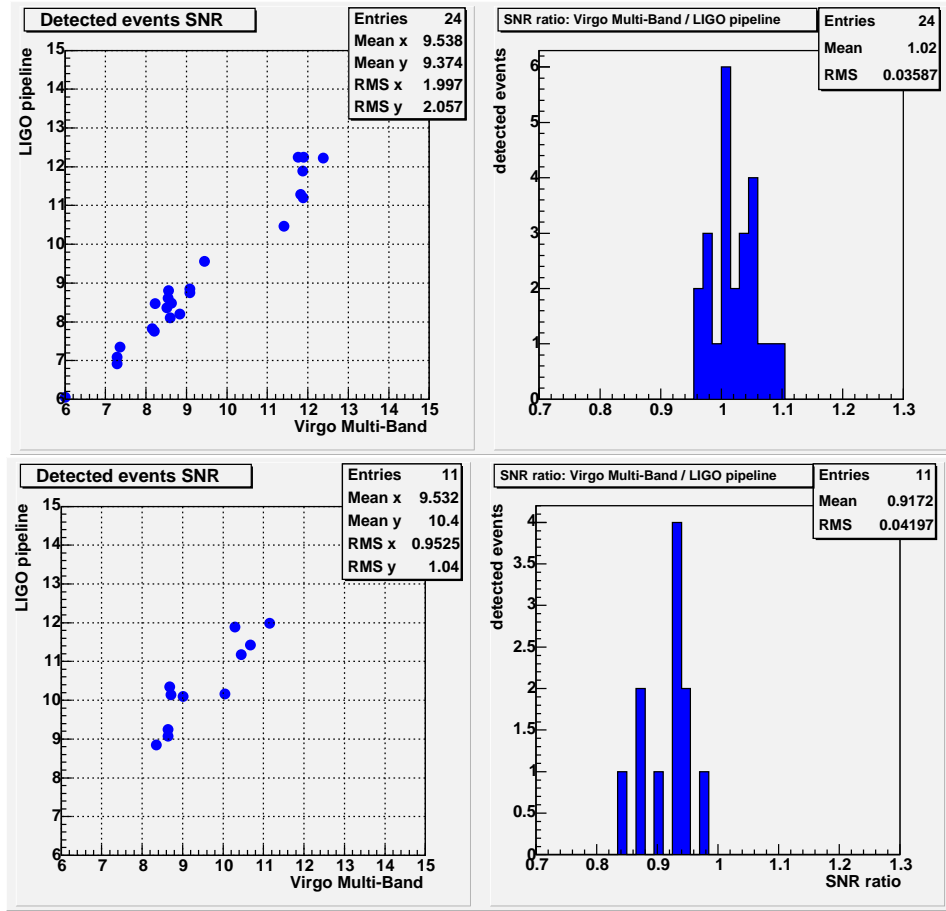 Detected events SNR
Entries 24
Mean x 9.538
Mean y 9.374
RMS x 1.997
RMS y 2.057
LIGO pipeline
15
14
13
12
11
10
9
8
7
6
6 7 8 9 10 11 12 13 14 15
Virgo Multi-Band
SNR ratio: Virgo Multi-Band / LIGO pipeline
Entries 24
Mean 1.02
RMS 0.03587
detected events
6
5
4
3
2
1
0
0.7 0.8 0.9 1 1.1 1.2 1.3
Detected events SNR
Entries 11
Mean x 9.532
Mean y 10.4
RMS x 0.9525
RMS y 1.04
LIGO pipeline
15
14
13
12
11
10
9
8
7
6
6 7 8 9 10 11 12 13 14 15
Virgo Multi-Band
SNR ratio: Virgo Multi-Band / LIGO pipeline
Entries 11
Mean 0.9172
RMS 0.04197
detected events
4
3.5
3
2.5
2
1.5
1
0.5
0
0.7 0.8 0.9 1 1.1 1.2 1.3
SNR ratio